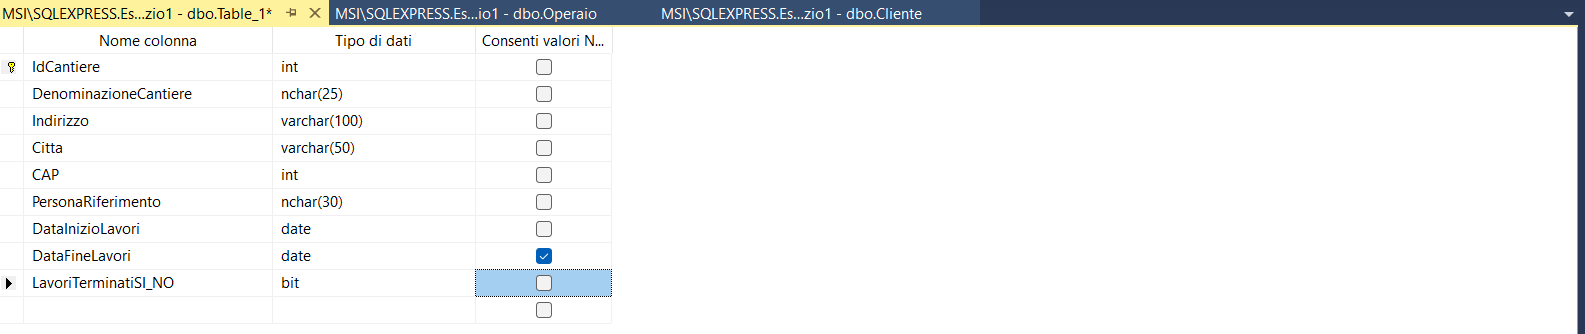 MSI\SQLEXPRESS.Es...zio1 - dbo.Table_1* MSI\SQLEXPRESS.Es...io1 - dbo.Operaio MSI\SQLEXPRESS.Es...zio1 - dbo.Cliente
Nome colonna Tipo di dati Consenti valori N...
IdCantiere int
DenominazioneCantiere nchar(25)
Indirizzo varchar(100)
Citta varchar(50)
CAP int
PersonaRiferimento nchar(30)
DataInizioLavori date
DataFineLavori date
LavoriTerminatiSI_NO bit